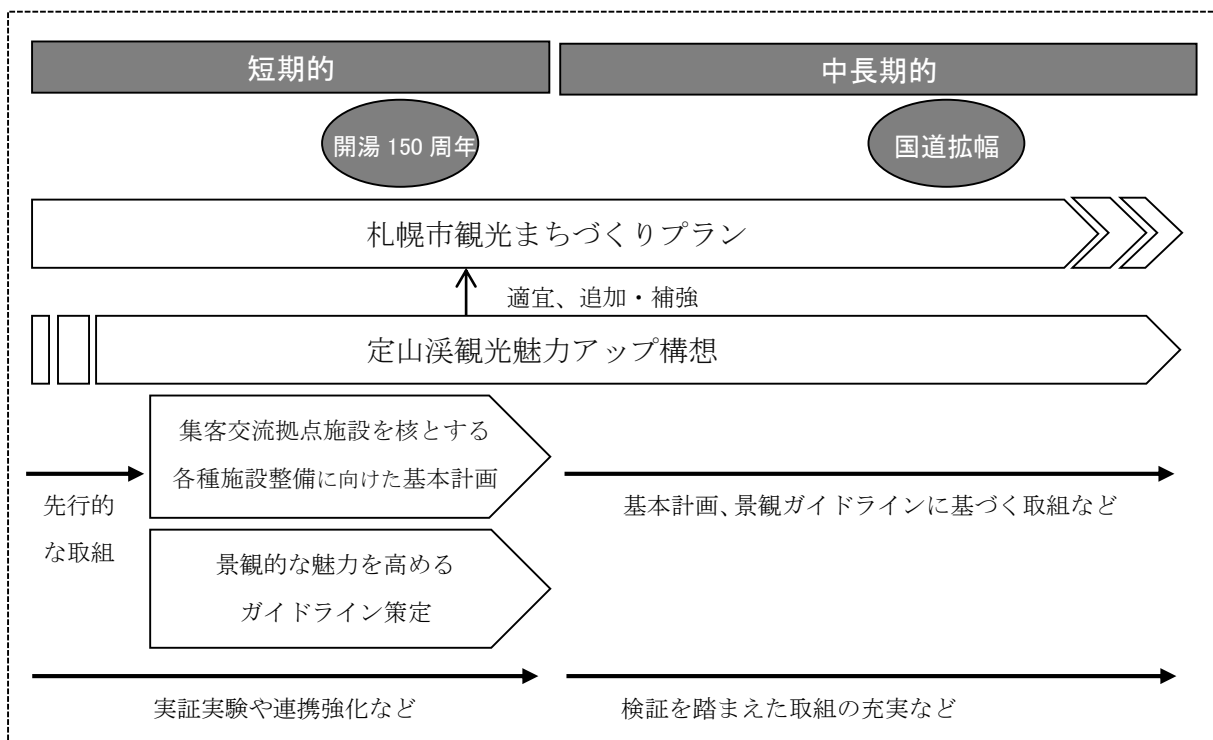 短期的
中長期的
開湯 150 周年
国道拡幅
札幌市観光まちづくりプラン
適宜、追加・補強
定山渓観光魅力アップ構想
集客交流拠点施設を核とする
各種施設整備に向けた基本計画
先行的
な取組
基本計画、景観ガイドラインに基づく取組など
景観的な魅力を高める
ガイドライン策定
実証実験や連携強化など
検証を踏まえた取組の充実など